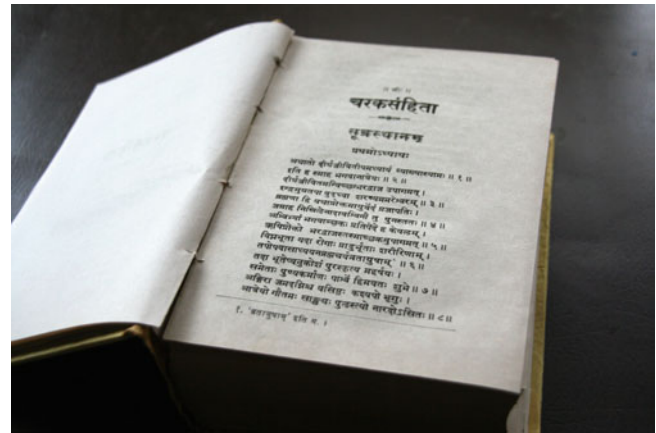 ॥ श्रीः ॥
चरकसंहिता
सूत्रस्थानम्
प्रथमोऽध्यायः
अथातो दीर्घञ्जीवितीयमध्यायं व्याख्यास्यामः ॥ १ ॥
इति ह स्माह भगवानात्रेयः ॥ २ ॥
दीर्घञ्जीवितमन्विच्छन्भरद्वाज उपागमत् ।
इन्द्रमुग्रतपा बुद्ध्वा शरण्यममरेश्वरम् ॥ ३ ॥
ब्रह्मणा हि यथाप्रोक्तमायुर्वेदं प्रजापतिः ।
जग्राह निखिलेनादावश्विनौ तु पुनस्ततः ॥ ४ ॥
अश्विभ्यां भगवाञ्छक्रः प्रतिपेदे ह केवलम् ।
ऋषिप्रोक्तो भरद्वाजस्तस्माच्छक्रमुपागमत् ॥ ५ ॥
विघ्नभूता यदा रोगाः प्रादुर्भूताः शरीरिणाम् ।
तपोपवासाध्ययनब्रह्मचर्यव्रतायुषाम् ॥ ६ ॥
तदा भूतेष्वनुक्रोशं पुरस्कृत्य महर्षयः ।
समेताः पुण्यकर्माणः पार्श्वे हिमवतः शुभे ॥ ७ ॥
अङ्गिरा जमदग्निश्च वसिष्ठः कश्यपो भृगुः ।
आत्रेयो गौतमः साङ्ख्यः पुलस्त्यो नारदोऽसितः ॥ ८ ॥
१. 'व्रतायुषाम्' इति ग. ।